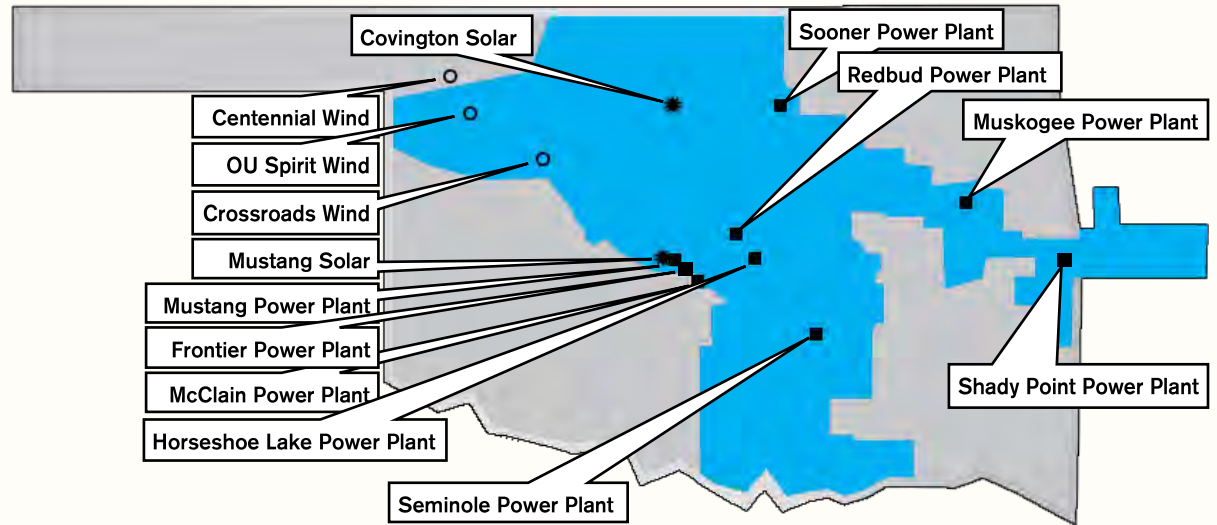 Covington Solar
Sooner Power Plant
Redbud Power Plant
Centennial Wind
Muskogee Power Plant
OU Spirit Wind
Crossroads Wind
Mustang Solar
Mustang Power Plant
Frontier Power Plant
McClain Power Plant
Shady Point Power Plant
Horseshoe Lake Power Plant
Seminole Power Plant